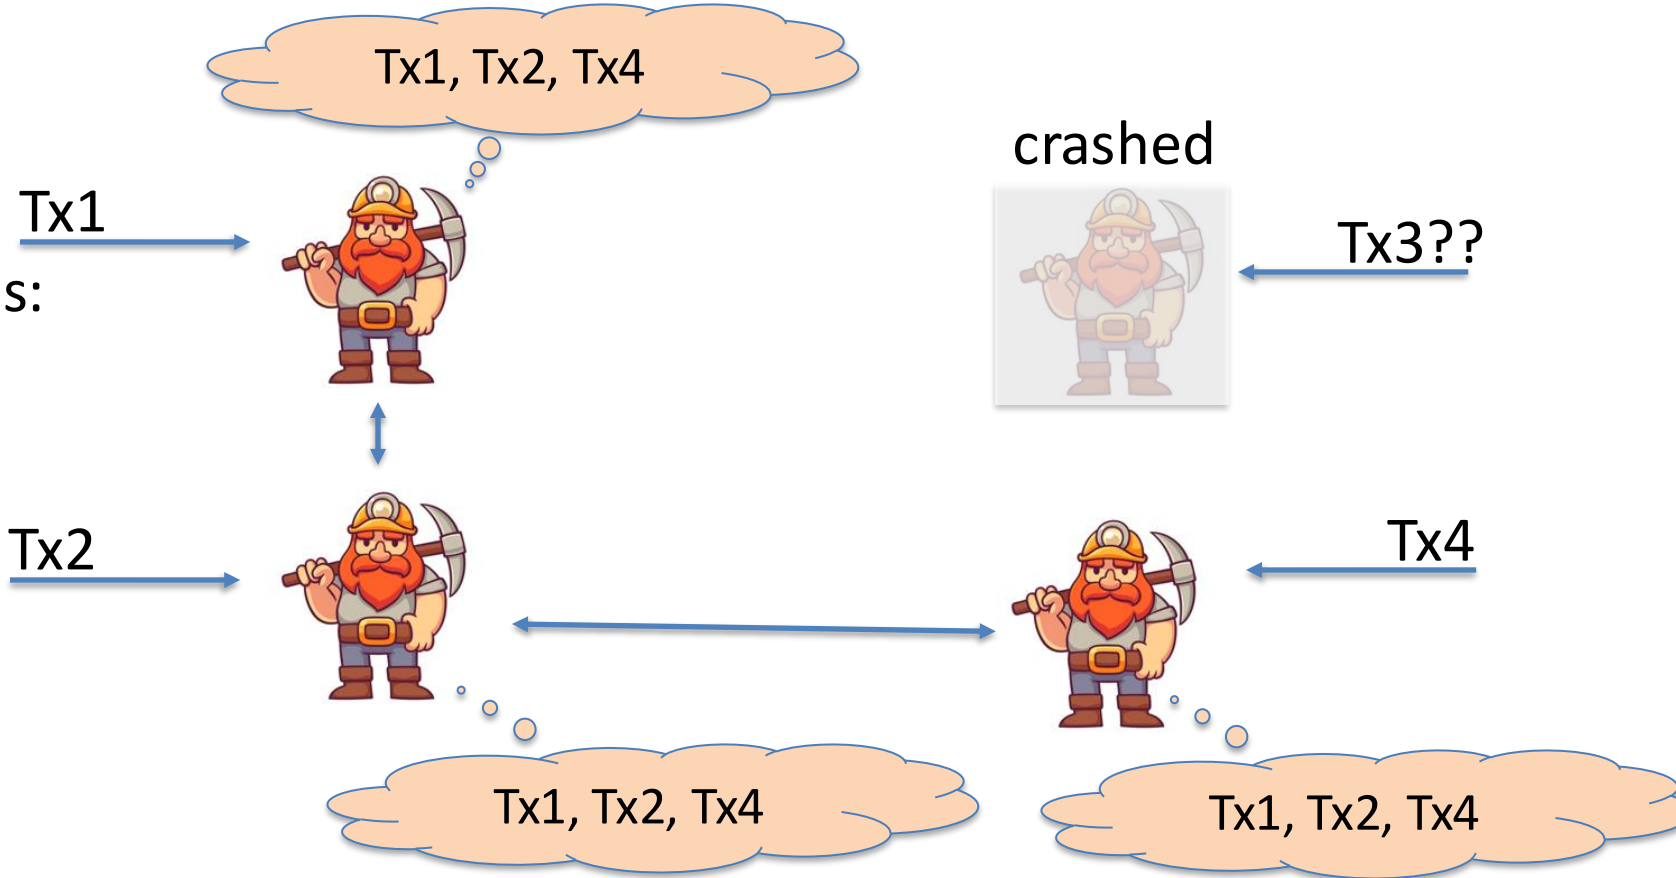 Tx1, Tx2, Tx4
crashed
Tx1
Tx3??
s:
Tx2
Tx4
Tx1, Tx2, Tx4
Tx1, Tx2, Tx4